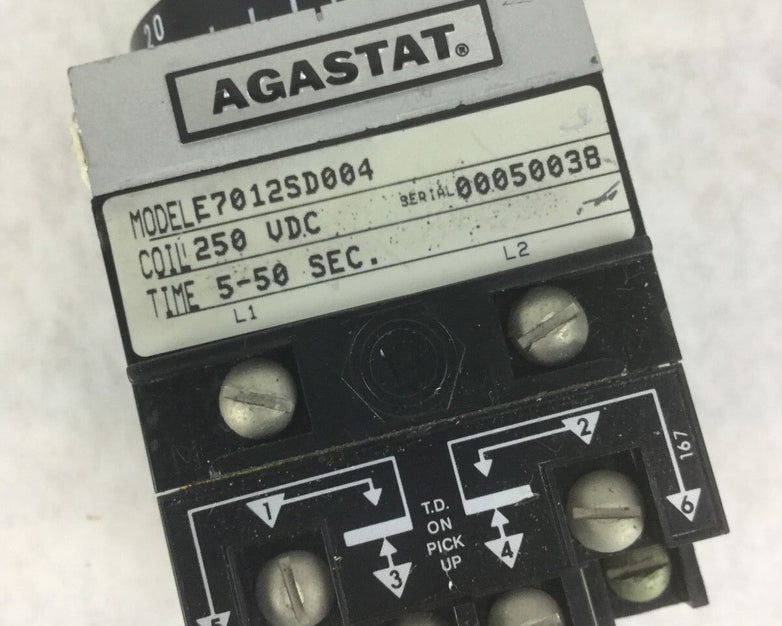 20
AGASTAT®
MODEL E7012SD004
SERIAL 00050038
COIL 250 VDC
TIME 5-50 SEC.
L1
L2
1
2
T.D.
ON
PICK
UP
3
4
5
6
167